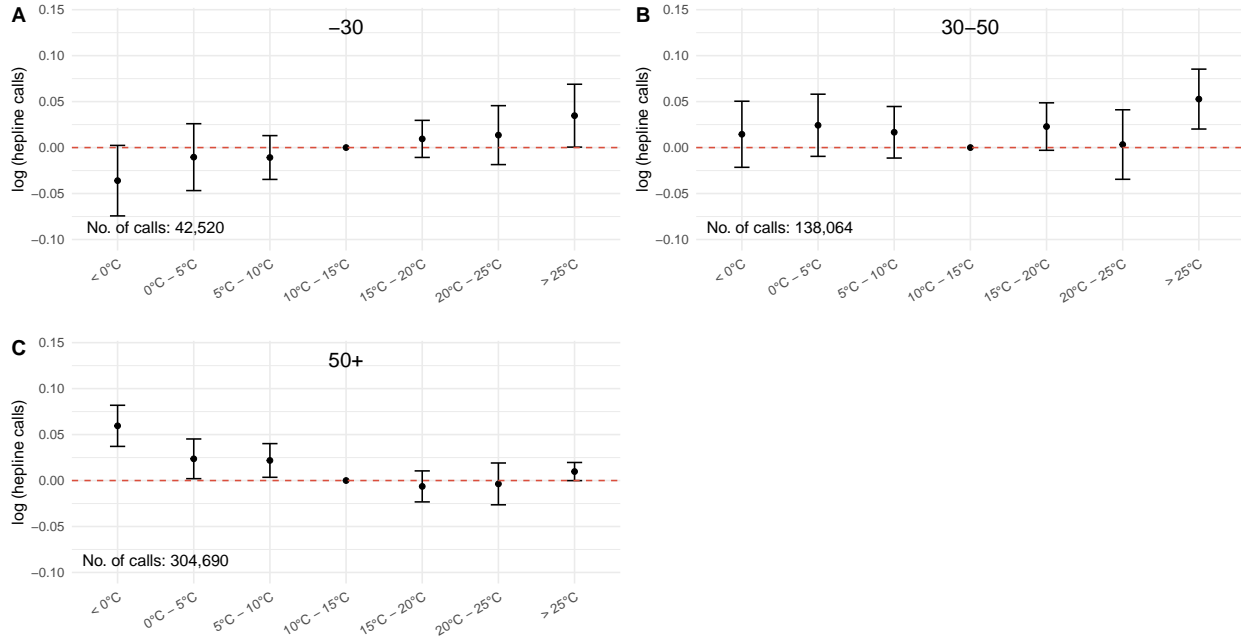 A
−30
log (hepline calls)
0.15
0.10
0.05
0.00
−0.05
−0.10
No. of calls: 42,520
< 0°C
0°C − 5°C
5°C − 10°C
10°C − 15°C
15°C − 20°C
20°C − 25°C
> 25°C
B
30−50
log (hepline calls)
0.15
0.10
0.05
0.00
−0.05
−0.10
No. of calls: 138,064
< 0°C
0°C − 5°C
5°C − 10°C
10°C − 15°C
15°C − 20°C
20°C − 25°C
> 25°C
C
50+
log (hepline calls)
0.15
0.10
0.05
0.00
−0.05
−0.10
No. of calls: 304,690
< 0°C
0°C − 5°C
5°C − 10°C
10°C − 15°C
15°C − 20°C
20°C − 25°C
> 25°C